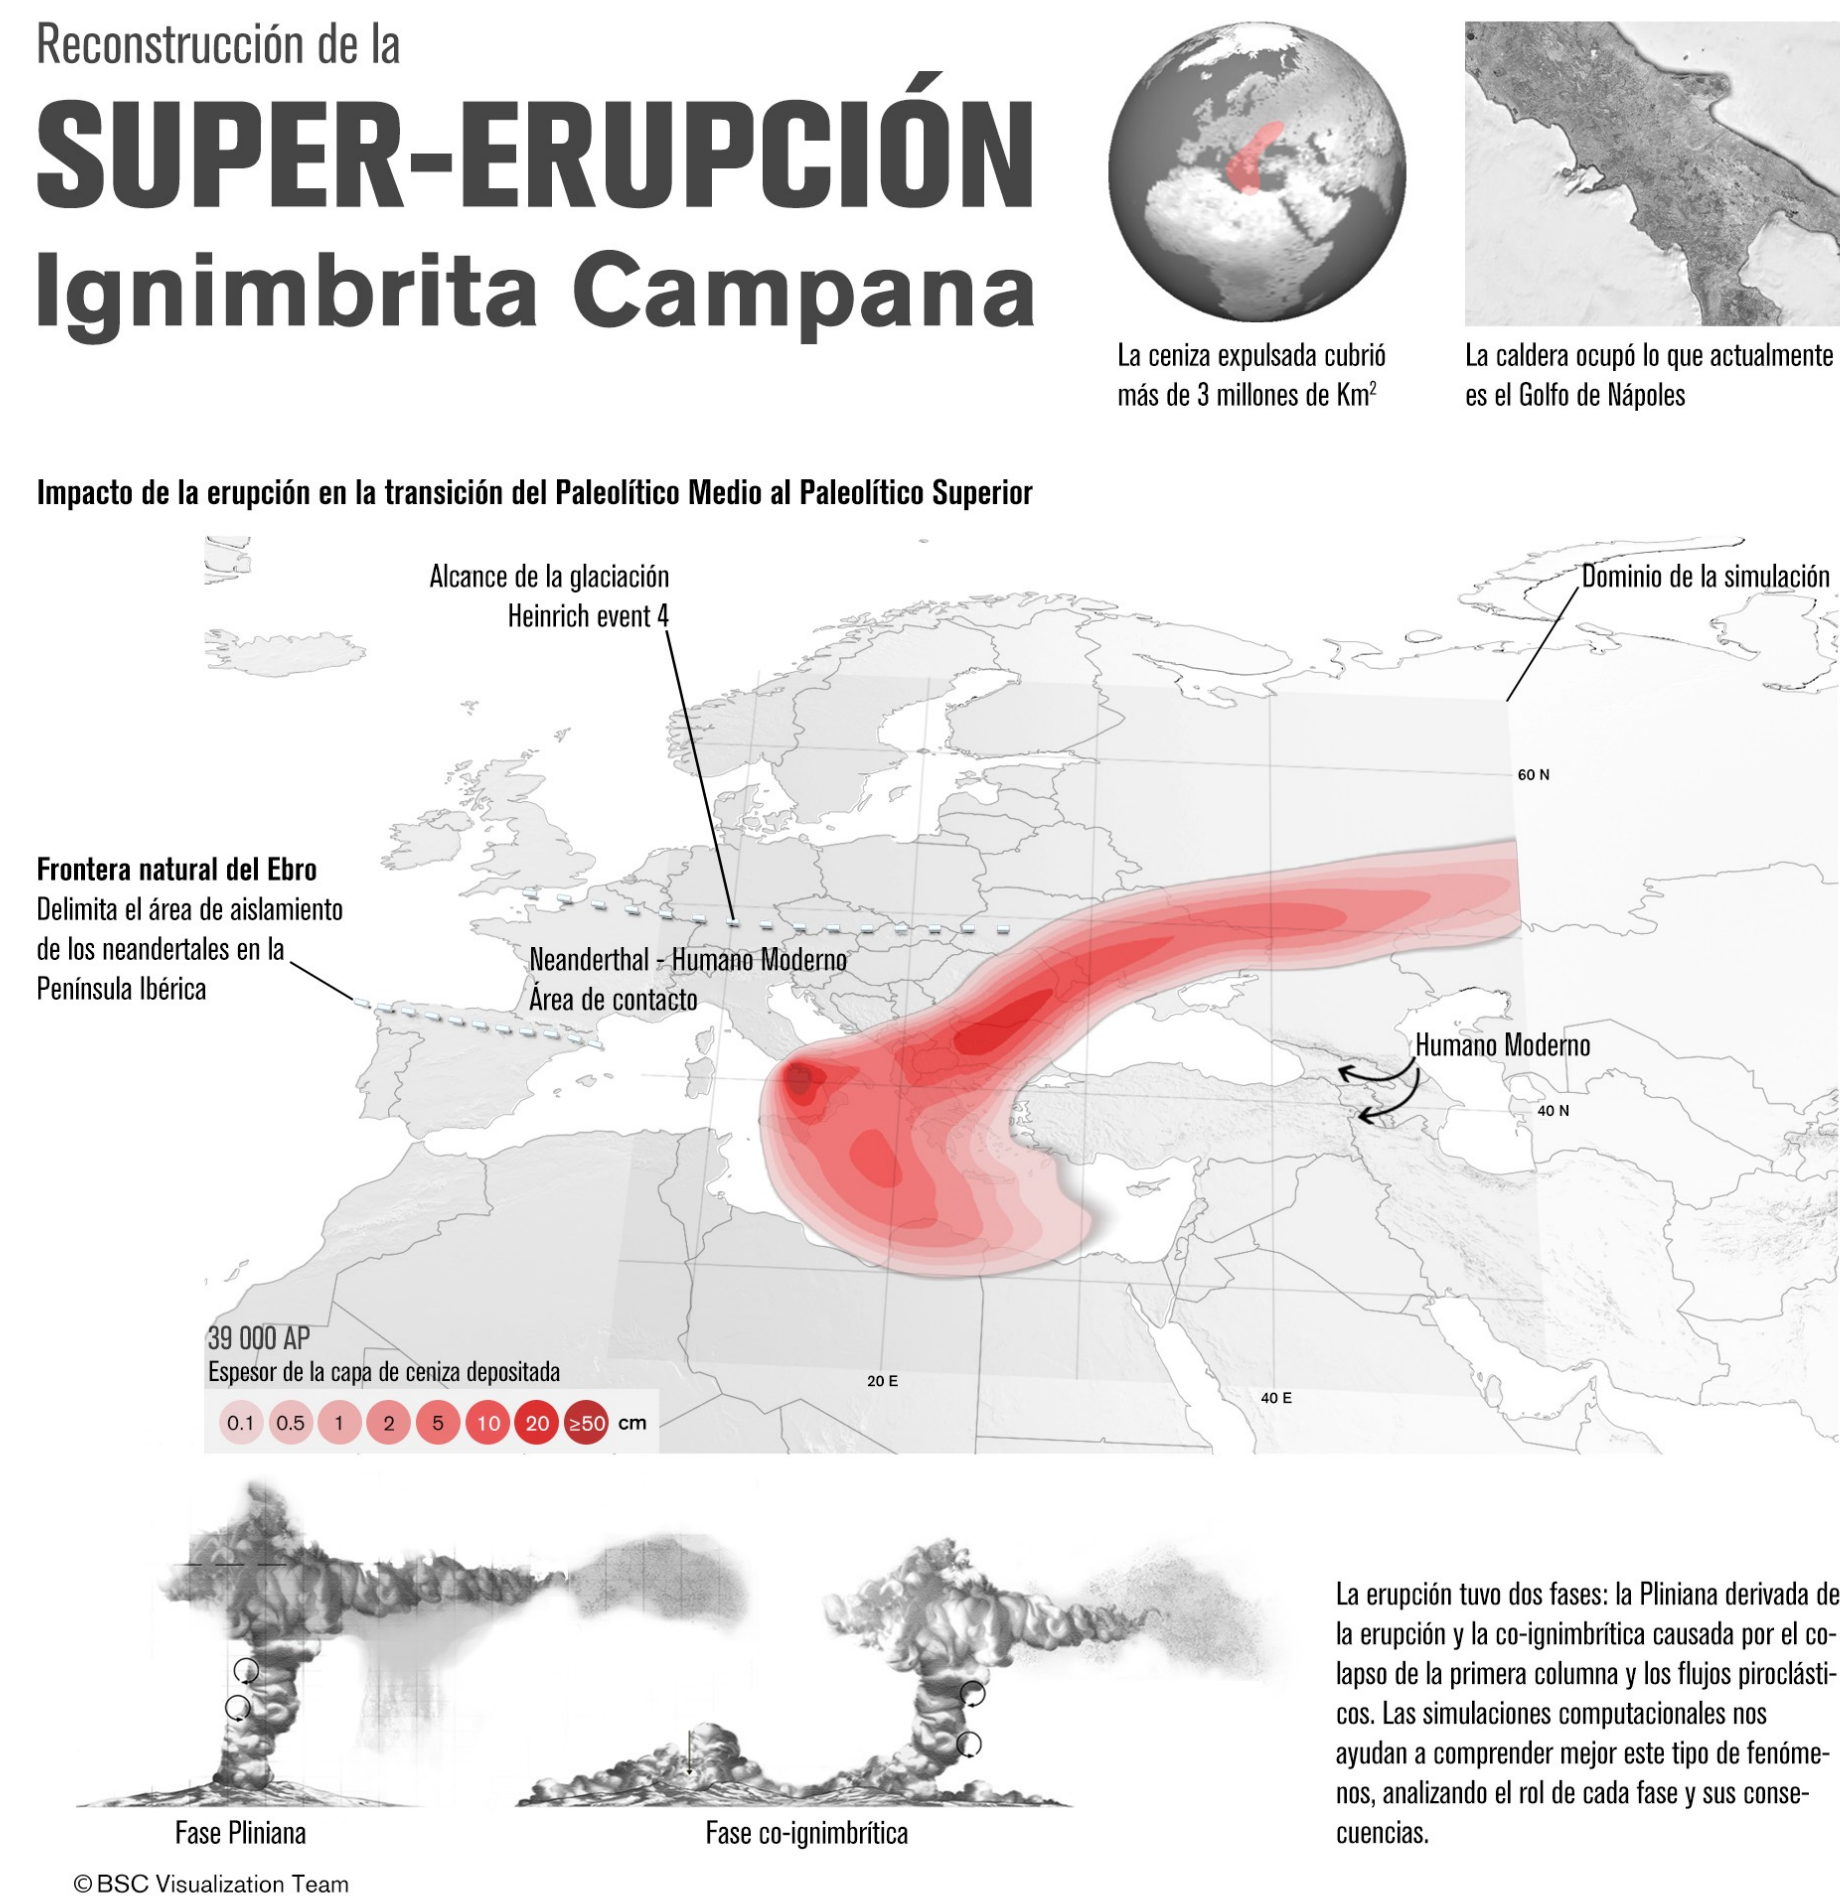 Reconstrucción de la
SUPER-ERUPCIÓN
Ignimbrita Campana
La ceniza expulsada cubrió
más de 3 millones de Km²
La caldera ocupó lo que actualmente
es el Golfo de Nápoles
Impacto de la erupción en la transición del Paleolítico Medio al Paleolítico Superior
Alcance de la glaciación
Heinrich event 4
Dominio de la simulación
60 N
Frontera natural del Ebro
Delimita el área de aislamiento
de los neandertales en la
Península Ibérica
Neanderthal - Humano Moderno
Área de contacto
Humano Moderno
40 N
39 000 AP
Espesor de la capa de ceniza depositada
0.1 0.5 1 2 5 10 20 ≥50 cm
20 E
40 E
La erupción tuvo dos fases: la Pliniana derivada de
la erupción y la co-ignimbrítica causada por el co-
lapso de la primera columna y los flujos piroclásti-
cos. Las simulaciones computacionales nos
ayudan a comprender mejor este tipo de fenóme-
nos, analizando el rol de cada fase y sus conse-
cuencias.
Fase Pliniana
Fase co-ignimbrítica
© BSC Visualization Team